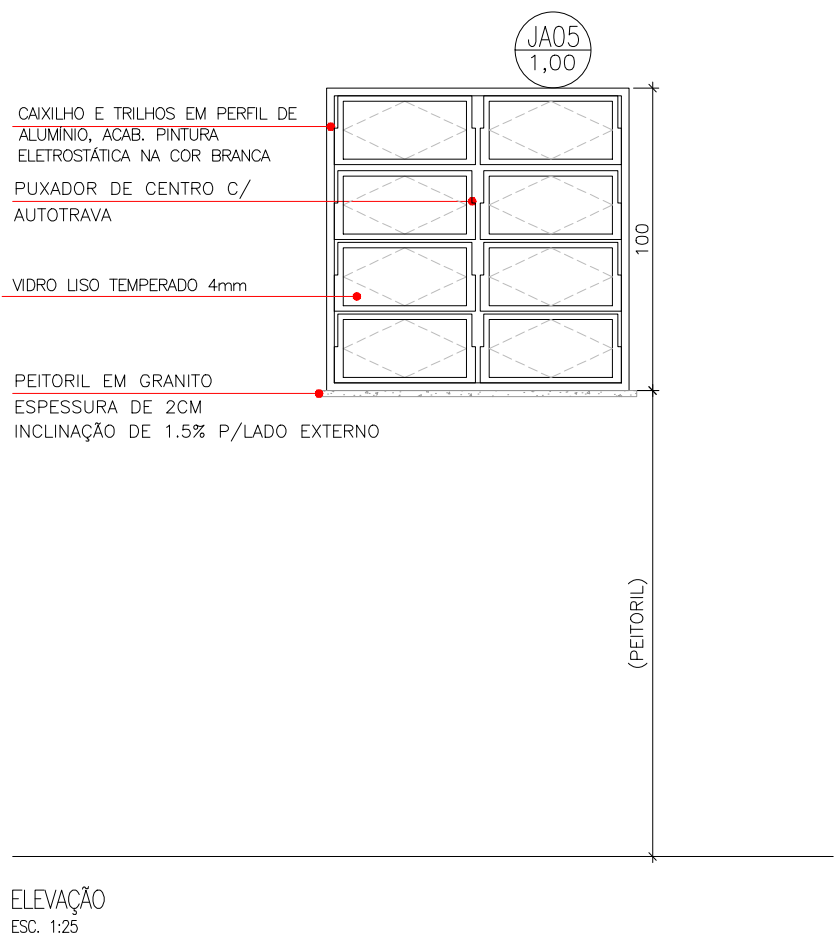 JA05
1,00
CAIXILHO E TRILHOS EM PERFIL DE
ALUMÍNIO, ACAB. PINTURA
ELETROSTÁTICA NA COR BRANCA
PUXADOR DE CENTRO C/
AUTOTRAVA
100
VIDRO LISO TEMPERADO 4mm
PEITORIL EM GRANITO
ESPESSURA DE 2CM
INCLINAÇÃO DE 1.5% P/LADO EXTERNO
(PEITORIL)
ELEVAÇÃO
ESC. 1:25